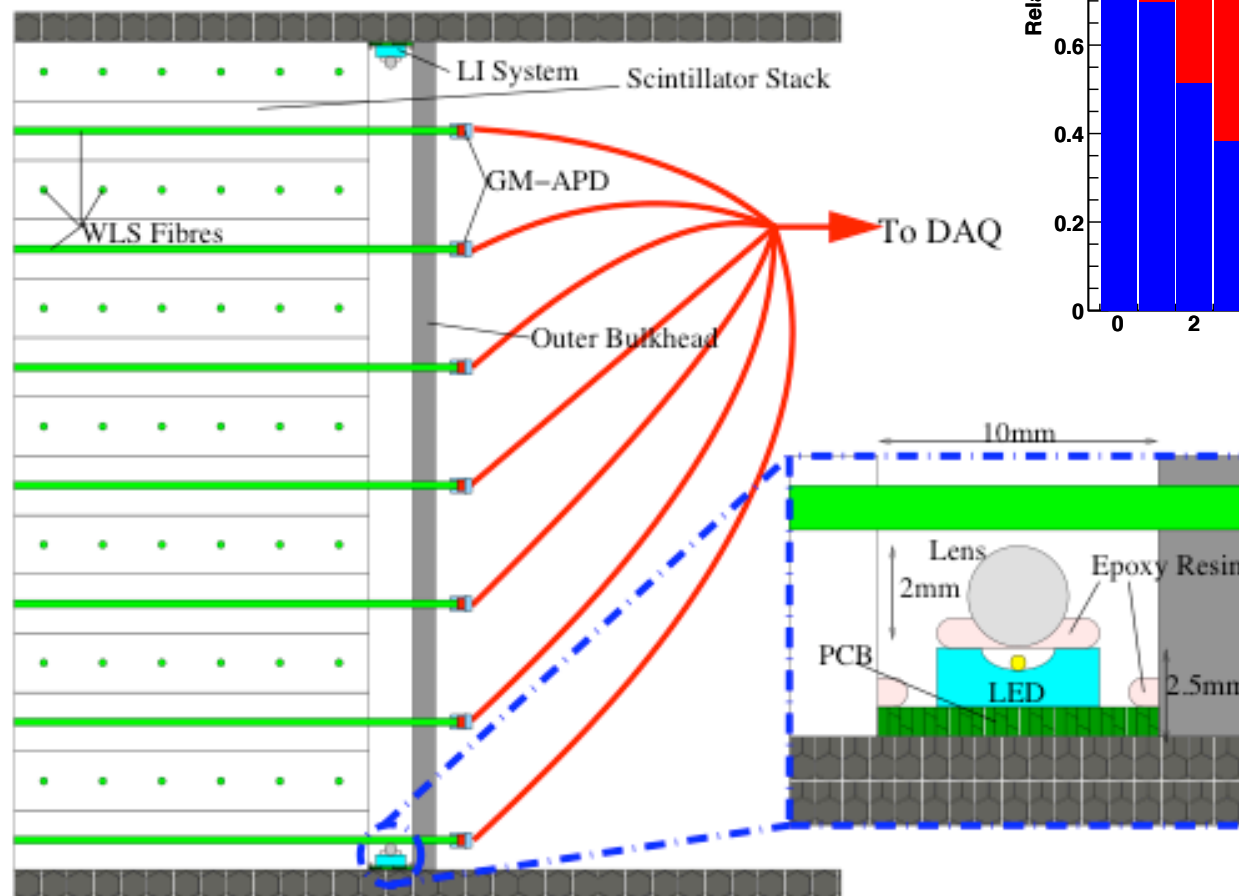 LI System
Scintillator Stack
GM-APD
WLS Fibres
To DAQ
Outer Bulkhead
0.6
0.4
0.2
0
0
2
10mm
Lens
2mm
Epoxy Resin
PCB
LED
2.5mm